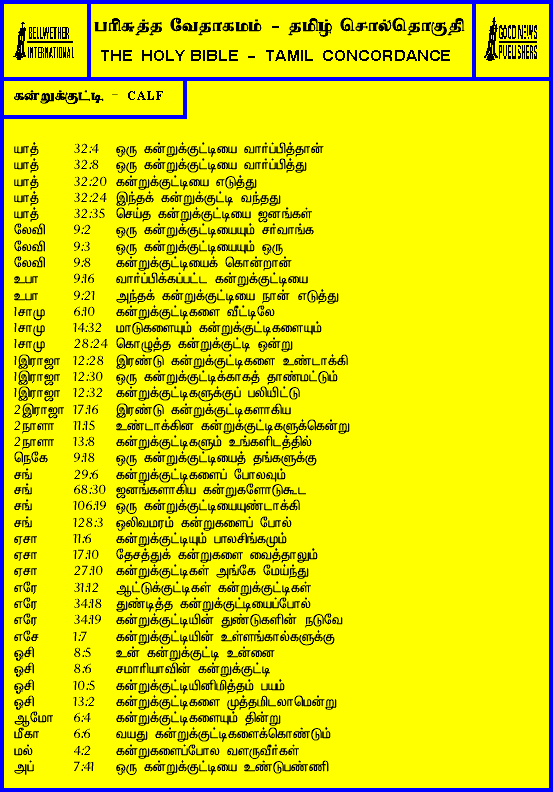 BELLWETHER
INTERNATIONAL
பரிசுத்த வேதாகமம் - தமிழ் சொல்தொகுதி
THE HOLY BIBLE - TAMIL CONCORDANCE
GOOD NEWS
PUBLISHERS
கன்றுக்குட்டி - CALF
யாத் 32:4 ஒரு கன்றுக்குட்டியை வார்ப்பித்தான்
யாத் 32:8 ஒரு கன்றுக்குட்டியை வார்ப்பித்து
யாத் 32:20 கன்றுக்குட்டியை எடுத்து
யாத் 32:24 இந்தக் கன்றுக்குட்டி வந்தது
யாத் 32:35 செய்த கன்றுக்குட்டியை ஜனங்கள்
லேவி 9:2 ஒரு கன்றுக்குட்டியையும் சர்வாங்க
லேவி 9:3 ஒரு கன்றுக்குட்டியையும் ஒரு
லேவி 9:8 கன்றுக்குட்டியைக் கொன்றான்
உபா 9:16 வார்ப்பிக்கப்பட்ட கன்றுக்குட்டியை
உபா 9:21 அந்தக் கன்றுக்குட்டியை நான் எடுத்து
1சாமு 6:10 கன்றுக்குட்டிகளை வீட்டிலே
1சாமு 14:32 மாடுகளையும் கன்றுக்குட்டிகளையும்
1சாமு 28:24 கொழுத்த கன்றுக்குட்டி ஒன்று
1இராஜா 12:28 இரண்டு கன்றுக்குட்டிகளை உண்டாக்கி
1இராஜா 12:30 ஒரு கன்றுக்குட்டிக்காகத் தாண்மட்டும்
1இராஜா 12:32 கன்றுக்குட்டிகளுக்குப் பலியிட்டு
2இராஜா 17:16 இரண்டு கன்றுக்குட்டிகளாகிய
2நாளா 11:15 உண்டாக்கின கன்றுக்குட்டிகளுக்கென்று
2நாளா 13:8 கன்றுக்குட்டிகளும் உங்களிடத்தில்
நெகே 9:18 ஒரு கன்றுக்குட்டியைத் தங்களுக்கு
சங் 29:6 கன்றுக்குட்டிகளைப் போலவும்
சங் 68:30 ஜனங்களாகிய கன்றுகளோடுகூட
சங் 106:19 ஒரு கன்றுக்குட்டியையுண்டாக்கி
சங் 128:3 ஒலிவமரம் கன்றுகளைப் போல்
ஏசா 11:6 கன்றுக்குட்டியும் பாலசிங்கமும்
ஏசா 17:10 தேசத்துக் கன்றுகளை வைத்தாலும்
ஏசா 27:10 கன்றுக்குட்டிகள் அங்கே மேய்ந்து
எரே 31:12 ஆட்டுக்குட்டிகள் கன்றுக்குட்டிகள்
எரே 34:18 துண்டித்த கன்றுக்குட்டியைப்போல்
எரே 34:19 கன்றுக்குட்டியின் துண்டுகளின் நடுவே
எசே 1:7 கன்றுக்குட்டியின் உள்ளங்கால்களுக்கு
ஓசி 8:5 உன் கன்றுக்குட்டி உன்னை
ஓசி 8:6 சமாரியாவின் கன்றுக்குட்டி
ஓசி 10:5 கன்றுக்குட்டியினிமித்தம் பயம்
ஓசி 13:2 கன்றுக்குட்டிகளை முத்தமிடலாமென்று
ஆமோ 6:4 கன்றுக்குட்டிகளையும் தின்று
மீகா 6:6 வயது கன்றுக்குட்டிகளைக்கொண்டும்
மல் 4:2 கன்றுகளைப்போல வளருவீர்கள்
அப் 7:41 ஒரு கன்றுக்குட்டியை உண்டுபண்ணி